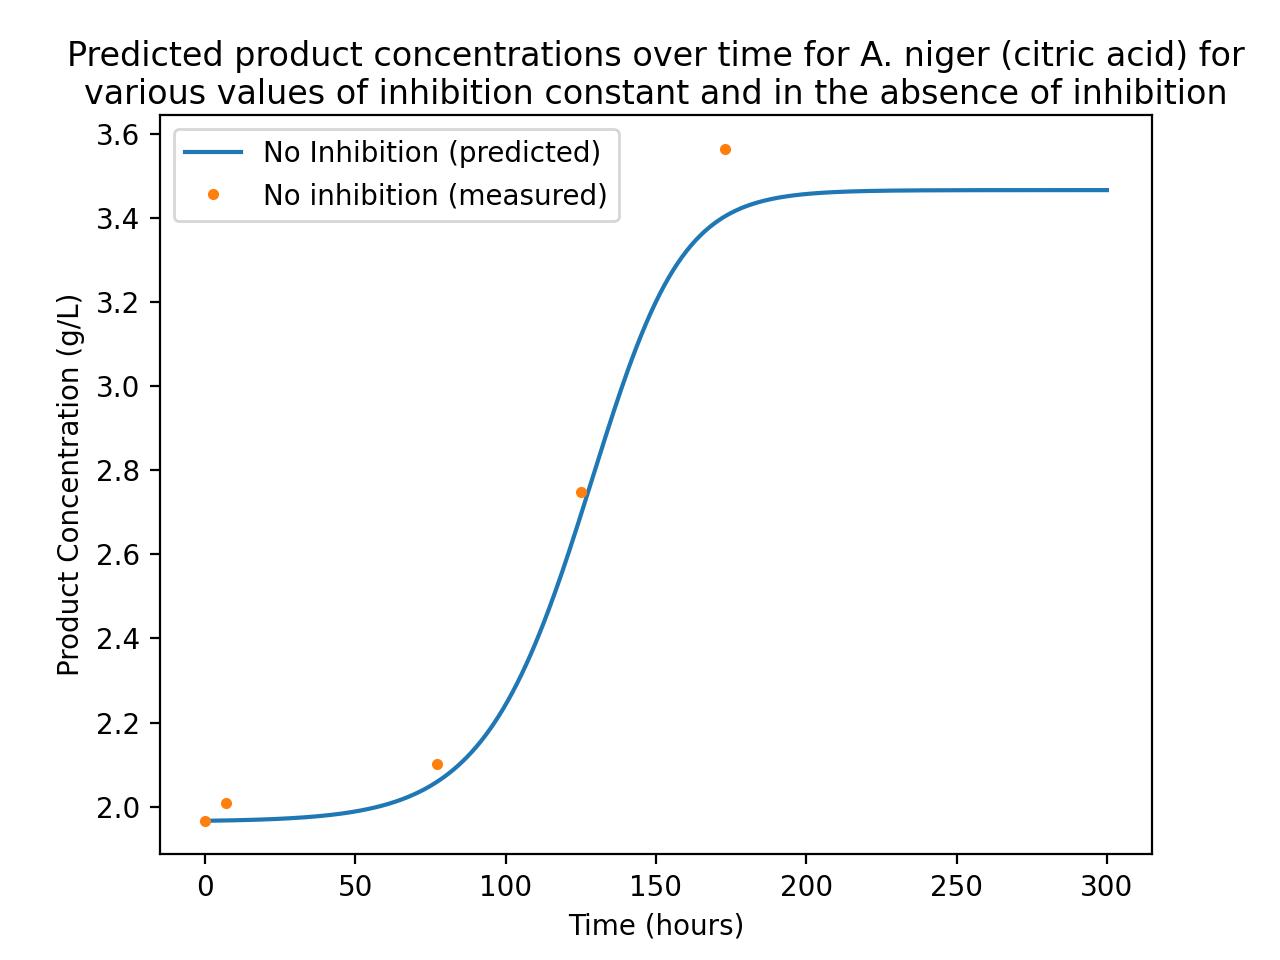 Predicted product concentrations over time for A. niger (citric acid) for
various values of inhibition constant and in the absence of inhibition
No Inhibition (predicted)
No inhibition (measured)
Product Concentration (g/L)
3.6
3.4
3.2
3.0
2.8
2.6
2.4
2.2
2.0
0 50 100 150 200 250 300
Time (hours)